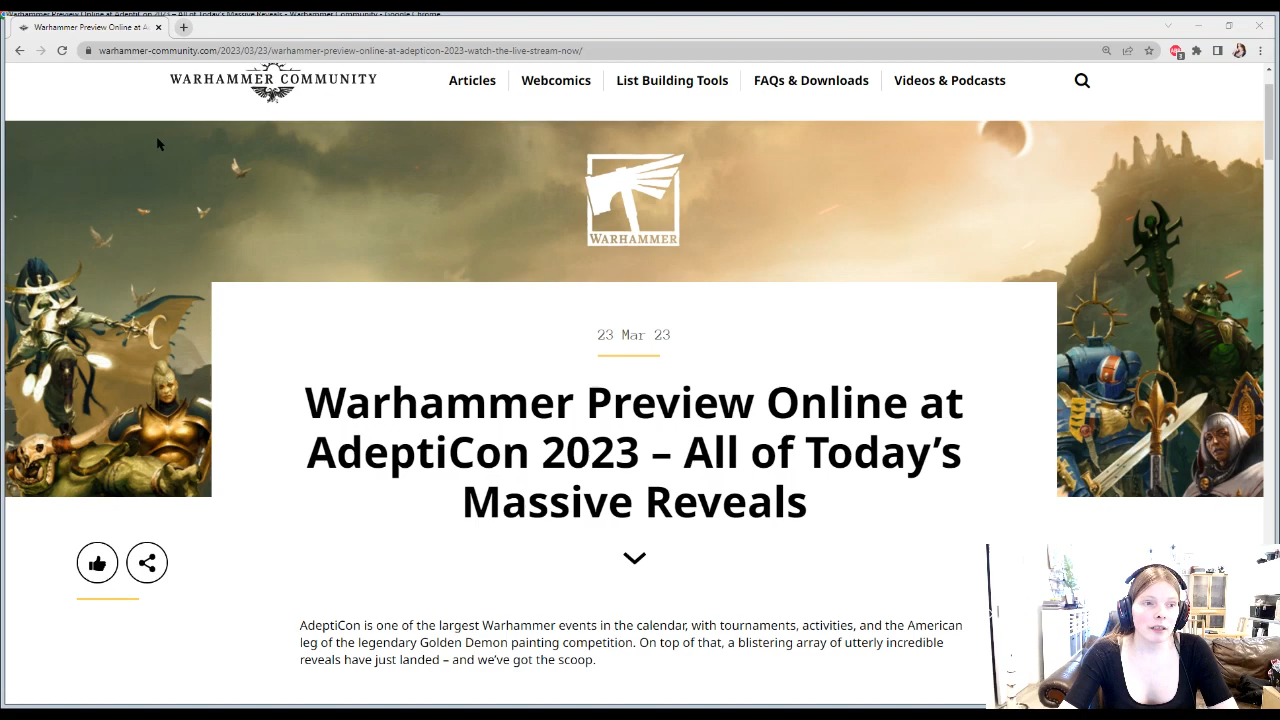 Warhammer Preview Online at AdeptiCon 2023 – All of Today's Massive Reveals - Warhammer Community - Google Chrome
Warhammer Preview Online at A
warhammer-community.com/2023/03/23/warhammer-preview-online-at-adepticon-2023-watch-the-live-stream-now/
3
WARHAMMER COMMUNITY
Articles
Webcomics
List Building Tools
FAQs & Downloads
Videos & Podcasts
WARHAMMER
23 Mar 23
Warhammer Preview Online at
AdeptiCon 2023 – All of Today’s
Massive Reveals
AdeptiCon is one of the largest Warhammer events in the calendar, with tournaments, activities, and the American
leg of the legendary Golden Demon painting competition. On top of that, a blistering array of utterly incredible
reveals have just landed – and we’ve got the scoop.